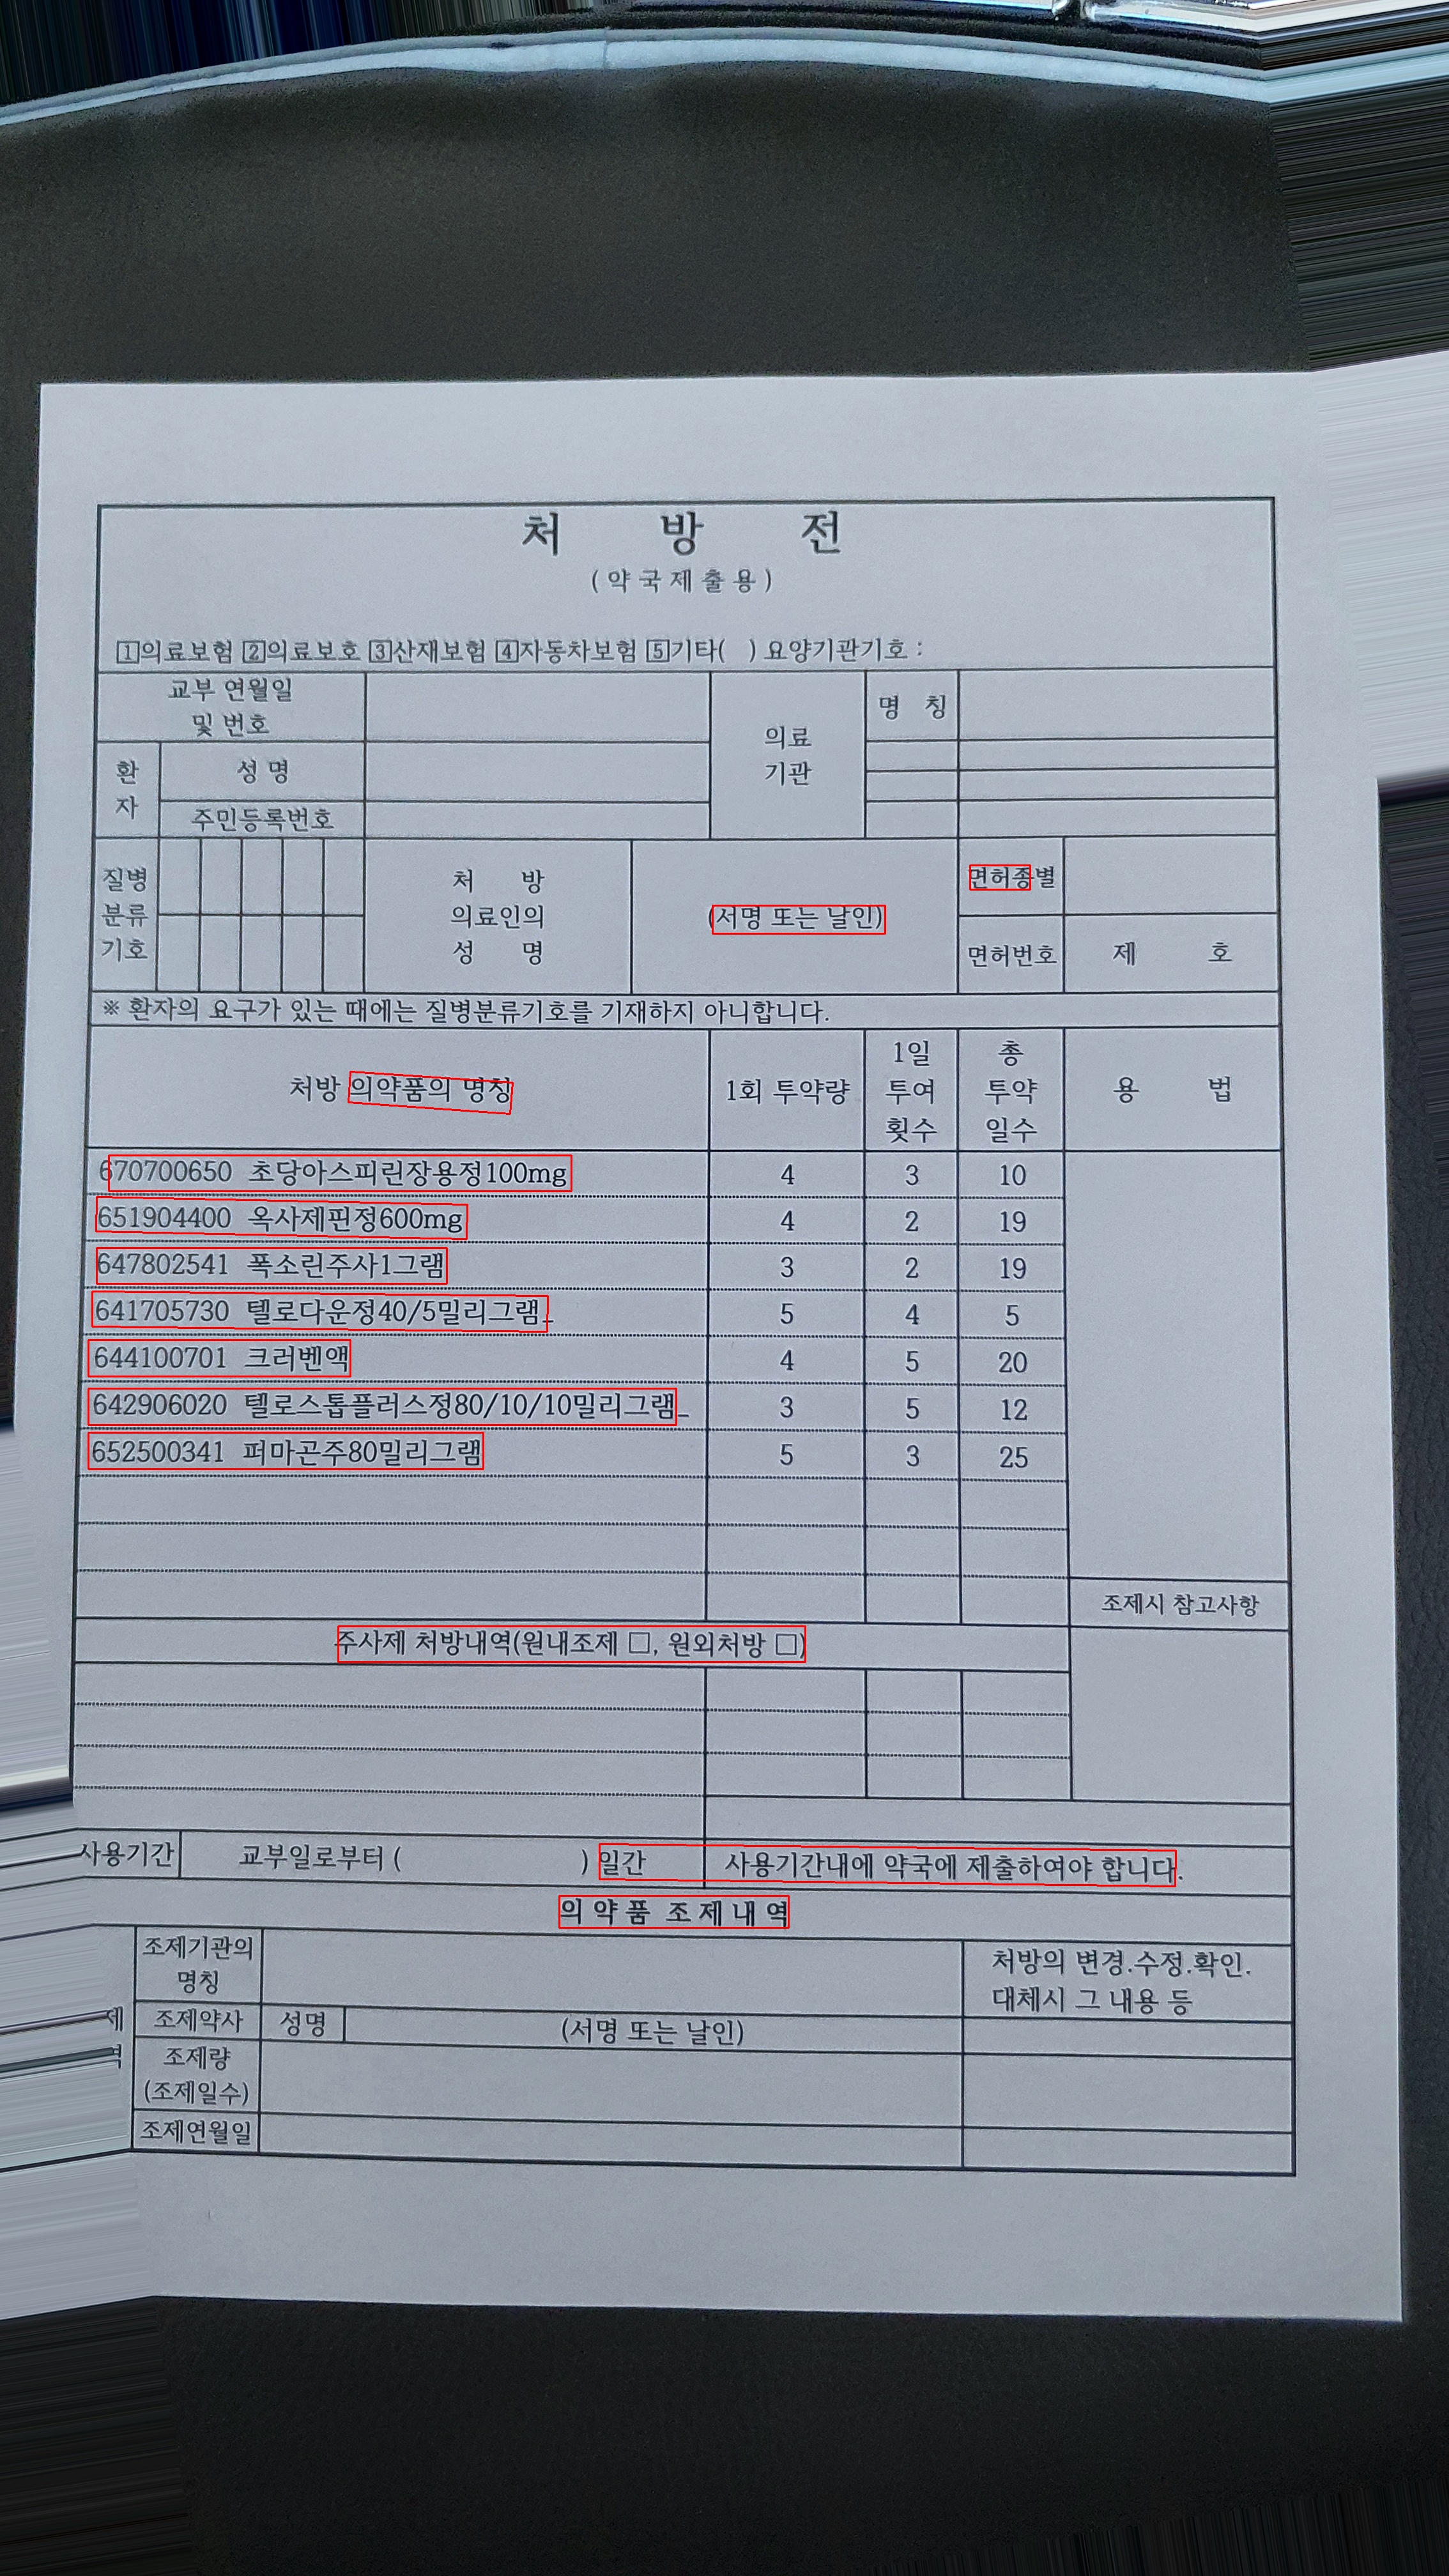 처 방 전
( 약 국 제 출 용 )
1의료보험 2의료보호 3산재보험 4자동차보험 5기타( ) 요양기관기호 :
교부 연월일
및 번호
환
자
성 명
주민등록번호
의료
기관
명 칭
질병
분류
기호
처 방
의료인의
성 명
(서명 또는 날인)
면허종별
면허번호
제 호
※ 환자의 요구가 있는 때에는 질병분류기호를 기재하지 아니합니다.
처방 의약품의 명칭
1회 투약량
1일
투여
횟수
총
투약
일수
용 법
670700650 초당아스피린장용정100mg 4 3 10
651904400 옥사제핀정600mg 4 2 19
647802541 폭소린주사1그램 3 2 19
641705730 텔로다운정40/5밀리그램_ 5 4 5
644100701 크러벤액 4 5 20
642906020 텔로스톱플러스정80/10/10밀리그램_ 3 5 12
652500341 퍼마곤주80밀리그램 5 3 25
조제시 참고사항
주사제 처방내역(원내조제 □, 원외처방 □)
사용기간 교부일로부터 ( ) 일간 사용기간내에 약국에 제출하여야 합니다.
의 약 품 조 제 내 역
조제기관의
명칭
처방의 변경.수정.확인.
대체시 그 내용 등
제
조제약사 성명 (서명 또는 날인)
조제량
(조제일수)
조제연월일